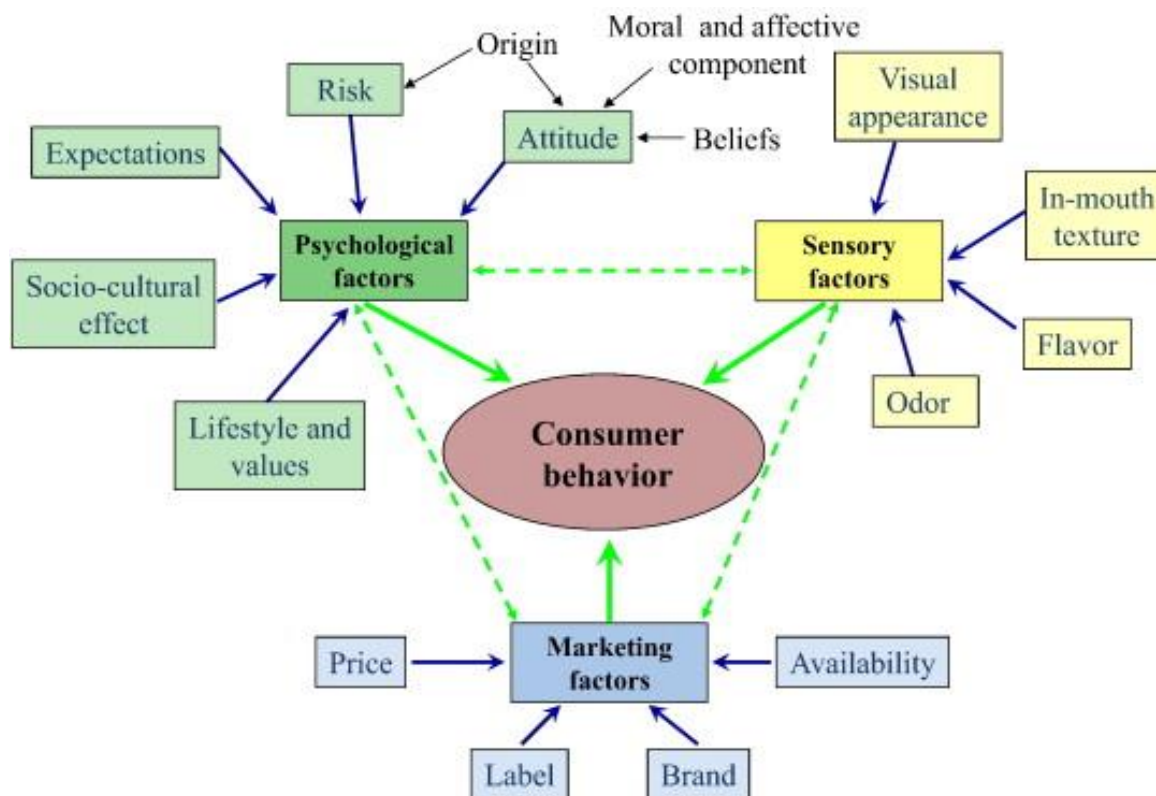 Origin
Moral and affective
component
Risk
Visual
appearance
Expectations
Attitude
Beliefs
In-mouth
texture
Psychological
factors
Sensory
factors
Socio-cultural
effect
Flavor
Odor
Lifestyle and
values
Consumer
behavior
Price
Marketing
factors
Availability
Label
Brand